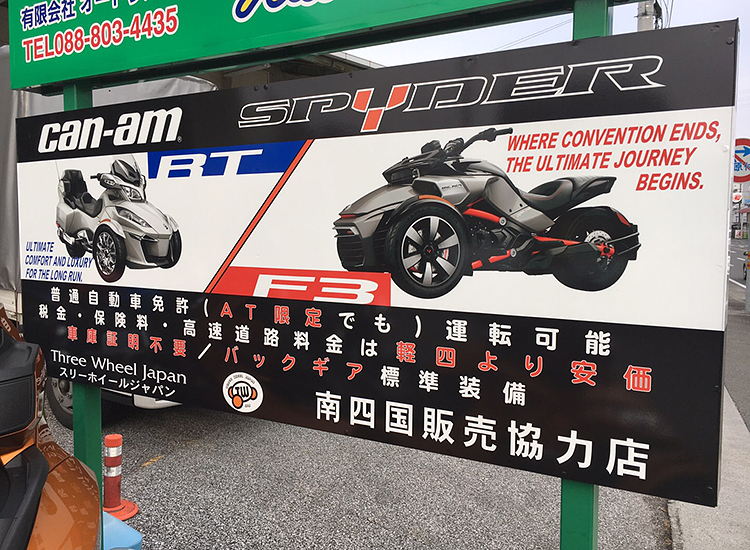 有限会社 オート
TEL088-803-4435
can-am
SPYDER
RT
WHERE CONVENTION ENDS,
THE ULTIMATE JOURNEY
BEGINS.
ULTIMATE
COMFORT AND LUXURY
FOR THE LONG RUN.
F3
普通自動車免許(AT限定でも)運転可能
税金・保険料・高速道路料金は軽四より安価
車庫証明不要/バックギア標準装備
Three Wheel Japan
スリーホイールジャパン
南四国販売協力店